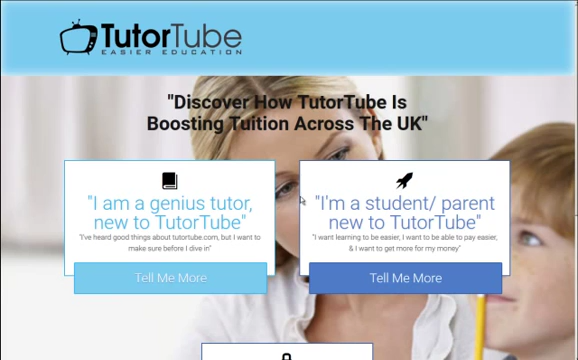 TutorTube
EASIER EDUCATION
"Discover How TutorTube Is
Boosting Tuition Across The UK"
"I am a genius tutor,
new to TutorTube"
"I've heard good things about tutortube.com, but I want to
make sure before I dive in"
Tell Me More
"I'm a student/ parent
new to TutorTube"
"I want learning to be easier, I want to be able to pay easier,
& I want to get more for my money"
Tell Me More